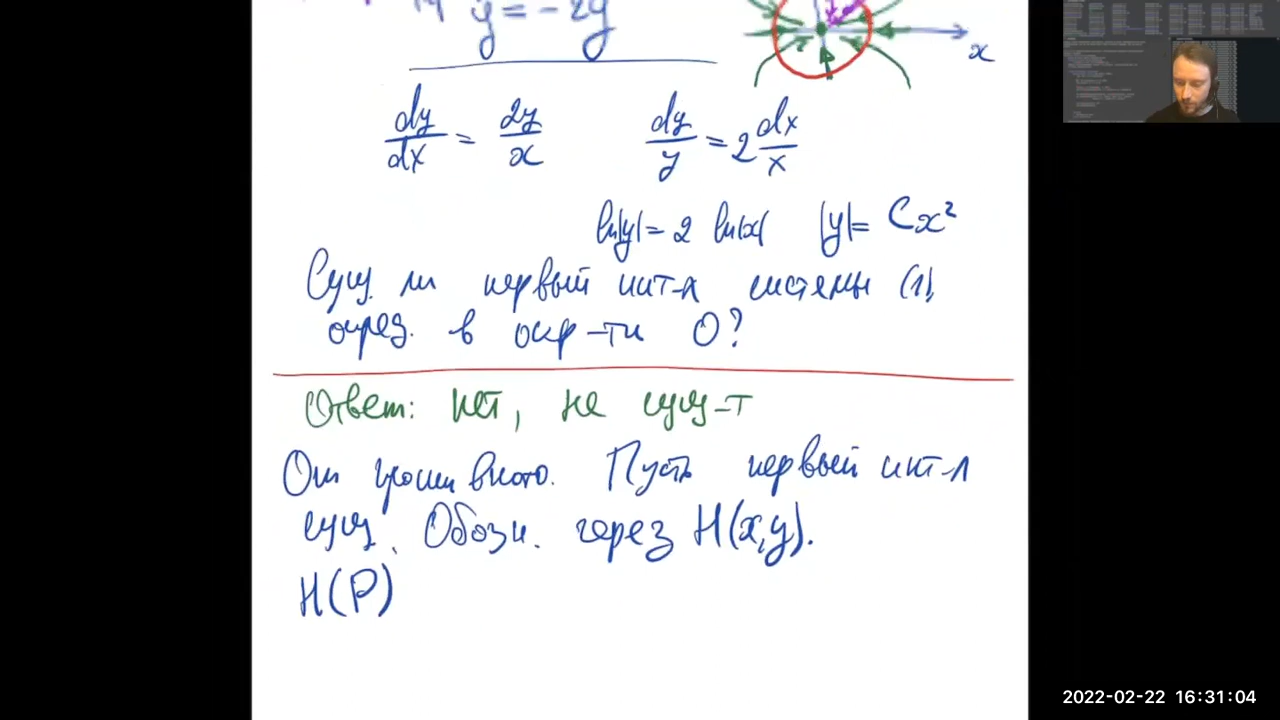 ẏ = -2y
x
dy/dx = 2y/x    dy/y = 2 dx/x
ln|y| = 2 ln|x|    |y| = Cx²
Сущ. ли первый инт-л системы (1),
опред. в окр-ти O?
Ответ: нет, не сущ-т
От противного. Пусть первый инт-л
сущ. Обозн. через H(x,y).
H(P)
2022-02-22 16:31:04